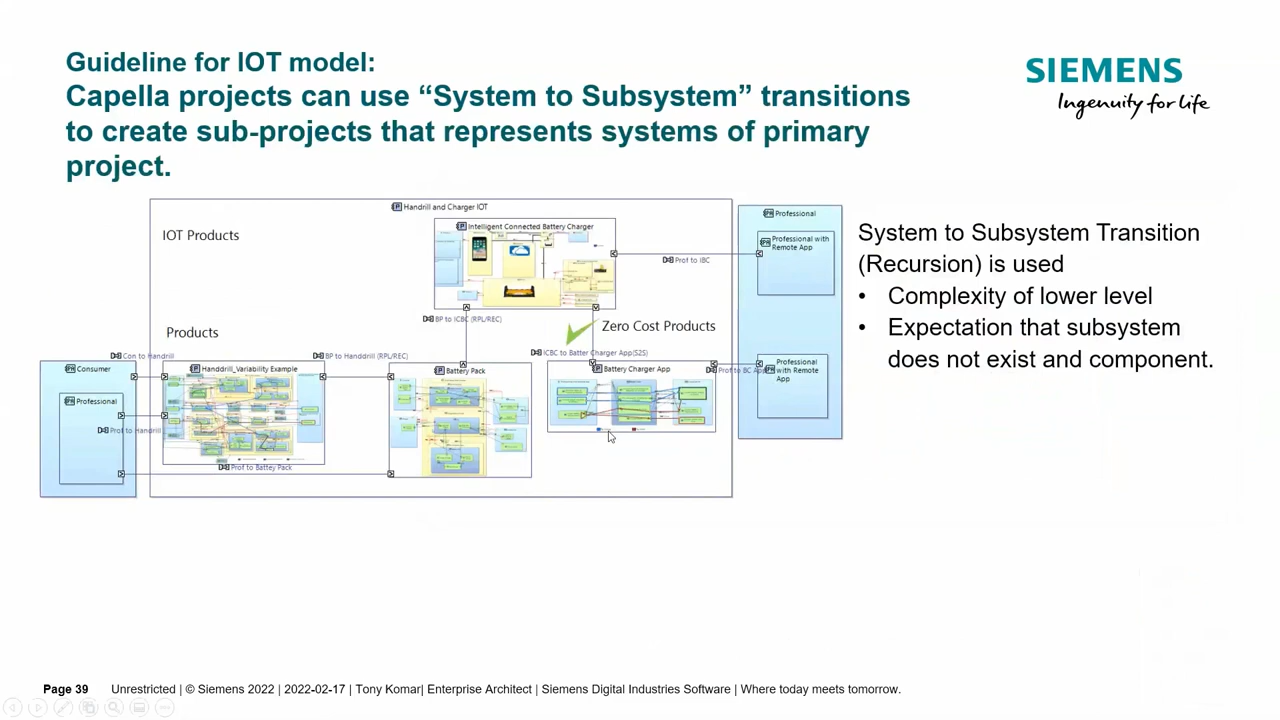 Guideline for IOT model:
Capella projects can use “System to Subsystem” transitions
to create sub-projects that represents systems of primary
project.
SIEMENS
Ingenuity for life
Handrill and Charger IOT
IOT Products
Intelligent Connected Battery Charger
Professional
Professional with
Remote App
Prof to IBC
BP to ICBC (RPL/REC)
Products
Zero Cost Products
ICBC to Batter Charger App(S2S)
Con to Handrill
BP to Handdrill (RPL/REC)
Consumer
Handdrill_Variability Example
Battery Pack
Battery Charger App
Prof to BC App
Professional
with Remote
App
Professional
Prof to Handrill
Prof to Battey Pack
System to Subsystem Transition
(Recursion) is used
• Complexity of lower level
• Expectation that subsystem
does not exist and component.
Page 39 Unrestricted | © Siemens 2022 | 2022-02-17 | Tony Komar| Enterprise Architect | Siemens Digital Industries Software | Where today meets tomorrow.